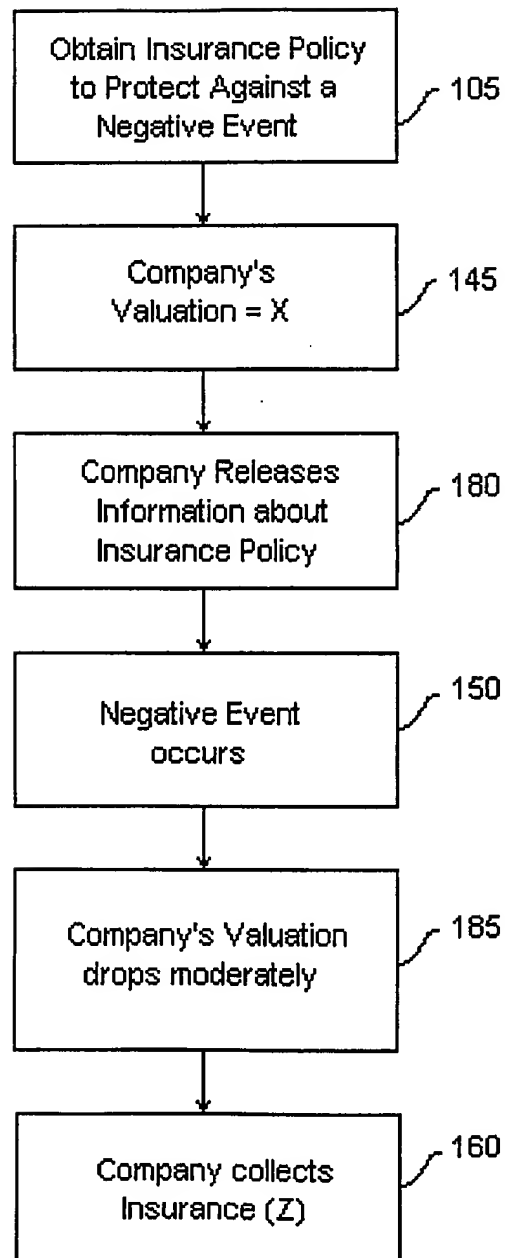 Obtain Insurance Policy
to Protect Against a
Negative Event
105
Company's
Valuation = X
145
Company Releases
Information about
Insurance Policy
180
Negative Event
occurs
150
Company's Valuation
drops moderately
185
Company collects
Insurance (Z)
160